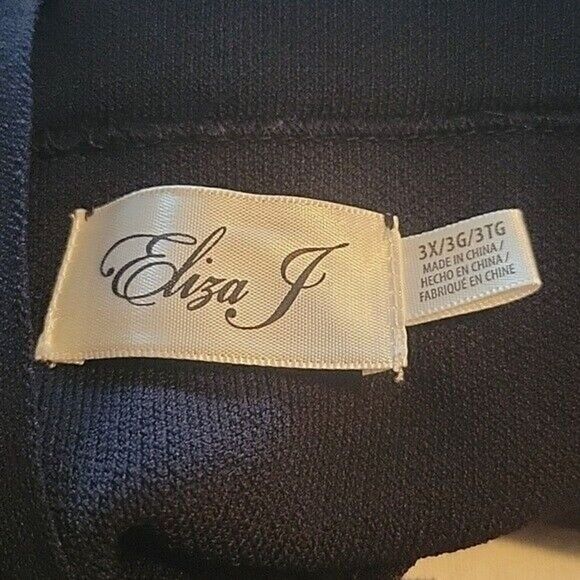 Eliza J
3X/3G/3TG
MADE IN CHINA/
HECHO EN CHINA/
FABRIQUÉ EN CHINE